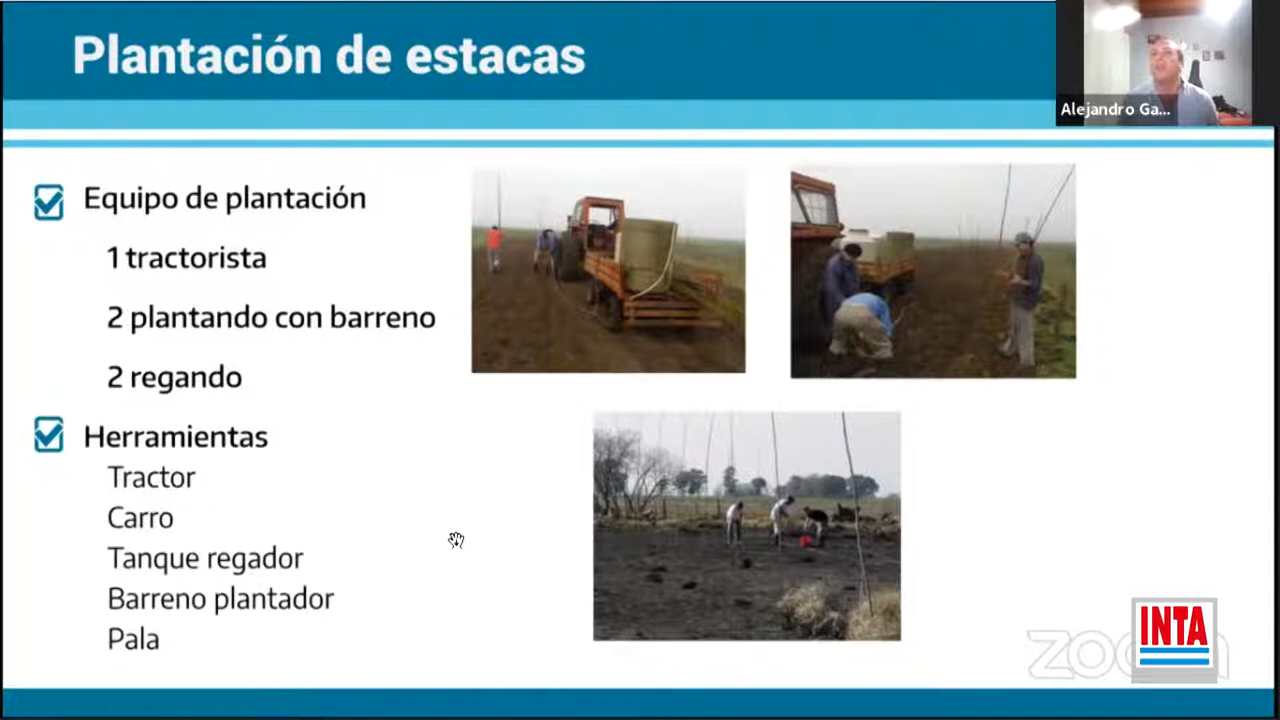 Plantación de estacas
Alejandro Ga...
Equipo de plantación
1 tractorista
2 plantando con barreno
2 regando
Herramientas
Tractor
Carro
Tanque regador
Barreno plantador
Pala
INTA
zoom